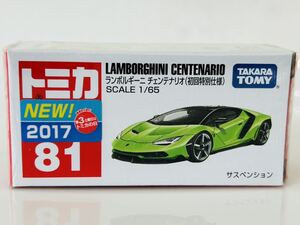 トミカ
NEW!
2017
81
LAMBORGHINI CENTENARIO
ランボルギーニ チェンテナリオ(初回特別仕様)
SCALE 1/65
TAKARA
TOMY
サスペンション